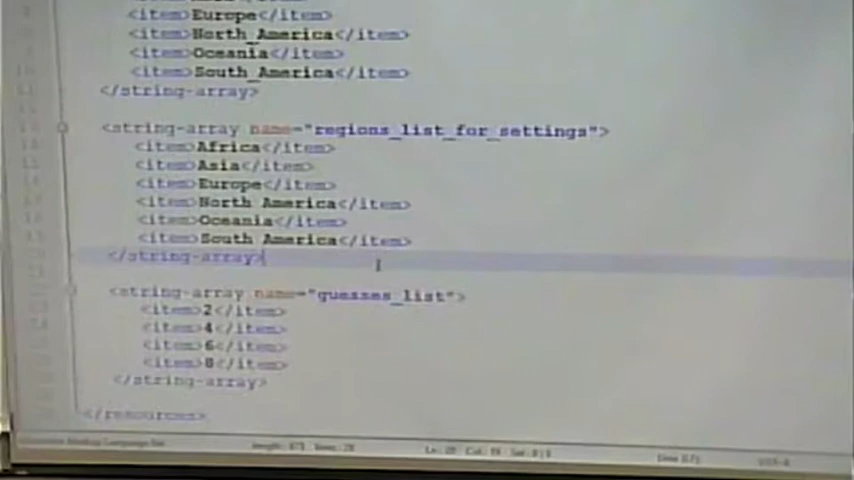 <item>Europe</item>
<item>North_America</item>
<item>Oceania</item>
<item>South_America</item>
</string-array>
<string-array name="regions_list_for_settings">
<item>Africa</item>
<item>Asia</item>
<item>Europe</item>
<item>North America</item>
<item>Oceania</item>
<item>South America</item>
</string-array>
<string-array name="guesses_list">
<item>2</item>
<item>4</item>
<item>6</item>
<item>8</item>
</string-array>
</resources>